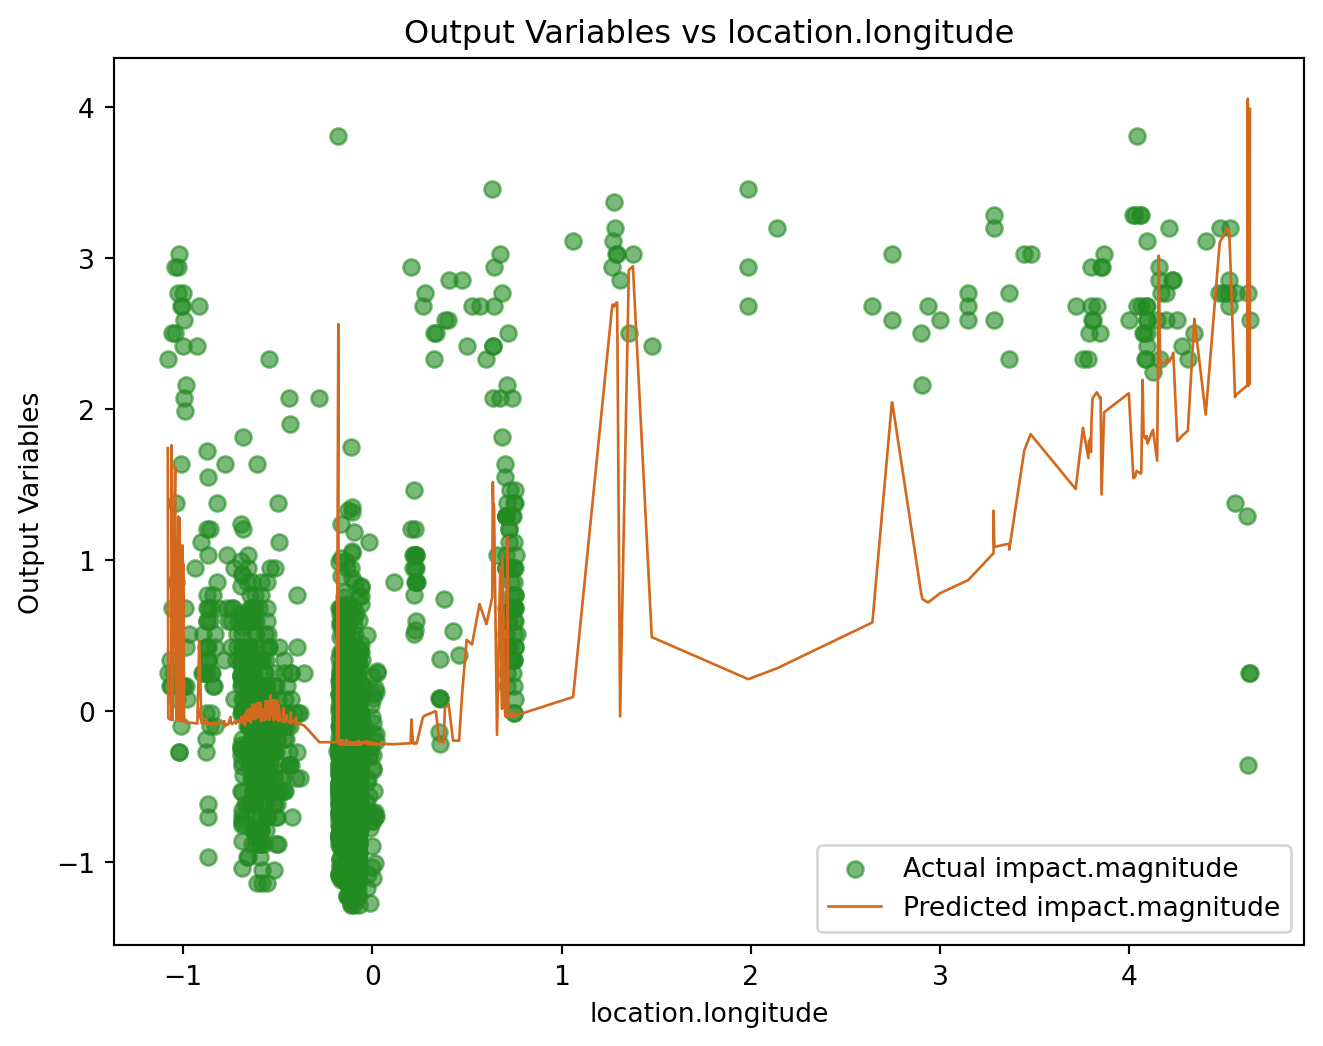 Output Variables vs location.longitude
4
3
2
1
0
−1
Output Variables
−1
0
1
2
3
4
location.longitude
Actual impact.magnitude
Predicted impact.magnitude